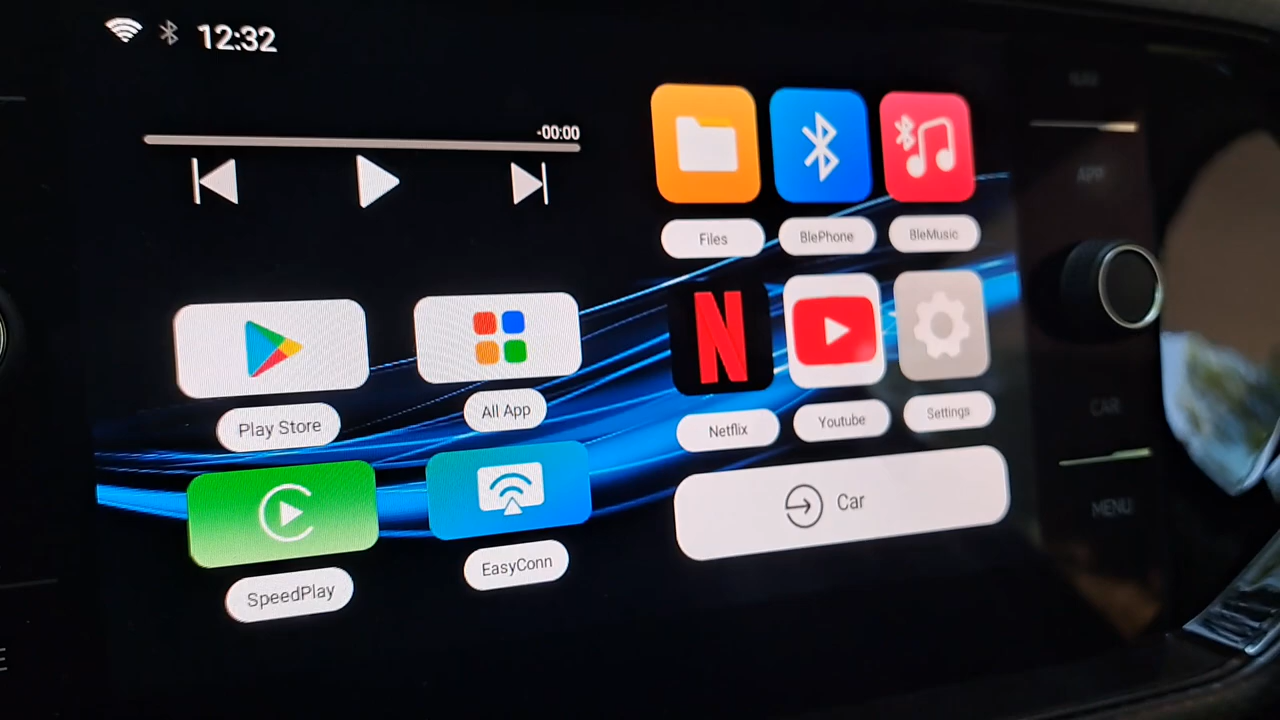 12:32
-00:00
Files
BlePhone
BleMusic
Play Store
All App
Netflix
Youtube
Settings
SpeedPlay
EasyConn
Car
APP
CAR
MENU